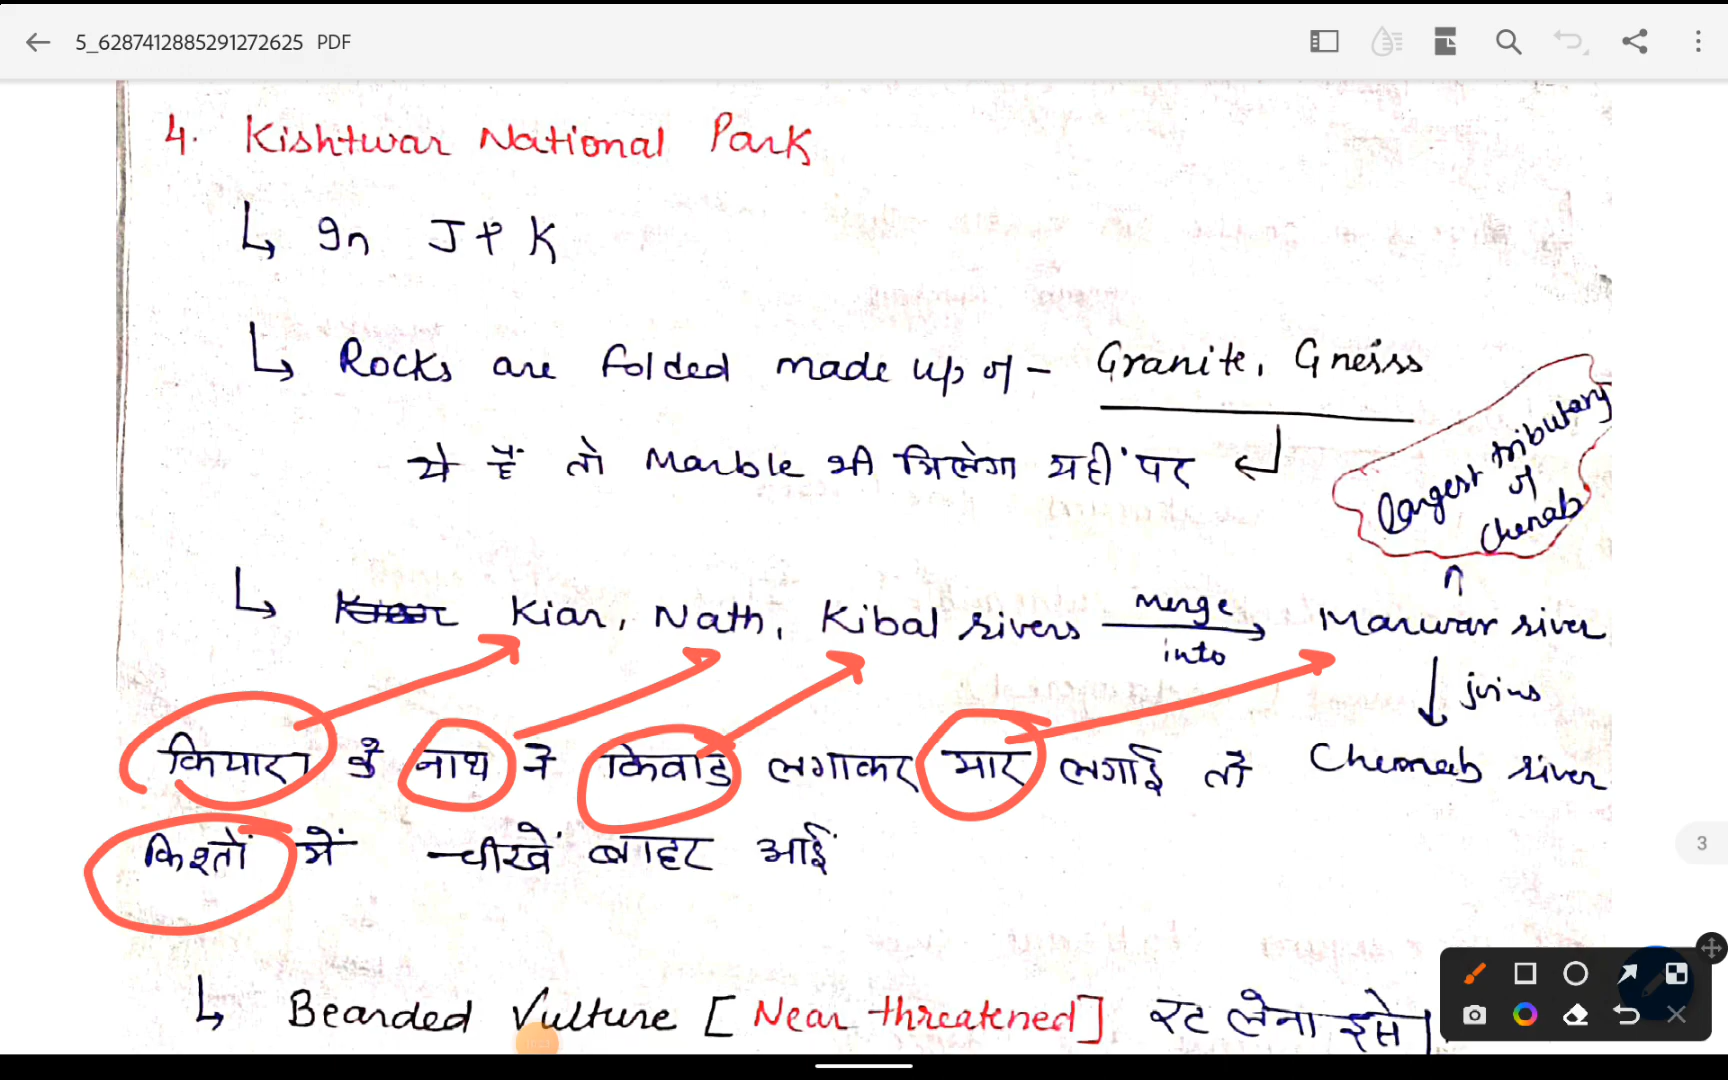 5_6287412885291272625 PDF
4. Kishtwar National Park
↳ In J & K
↳ Rocks are folded made up of - Granite, Gneiss
ये हैं तो Marble भी मिलेगा यहीं पर ↵
largest tributary
of
Chenab
↳ Kiar, Nath, Kibal rivers merge into Marwar river
joins
कियारा के नाथ ने किवाड़ लगाकर मार लगाई तो Chenab river
किश्तों में चीखें बाहर आईं
3
↳ Bearded Vulture [Near threatened] रट लेना इसे।